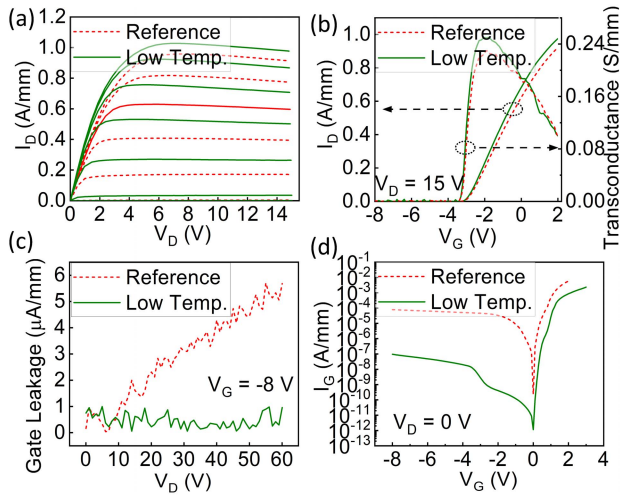 (a)
1.2
1.0
0.8
0.6
0.4
0.2
0.0
0 2 4 6 8 10 12 14 16
I_D (A/mm)
V_D (V)
Reference
Low Temp.
(b)
1.0
0.8
0.6
0.4
0.2
0.0
-8 -6 -4 -2 0 2
I_D (A/mm)
V_G (V)
Reference
Low Temp.
V_D = 15 V
0.24
0.16
0.08
0.00
Transconductance (S/mm)
(c)
6
5
4
3
2
1
0
0 10 20 30 40 50 60
Gate Leakage (μA/mm)
V_D (V)
Reference
Low Temp.
V_G = -8 V
(d)
10^-1
10^-2
10^-3
10^-4
10^-5
10^-6
10^-7
10^-8
10^-9
10^-10
10^-11
10^-12
10^-13
-8 -6 -4 -2 0 2 4
I_G (A/mm)
V_G (V)
Reference
Low Temp.
V_D = 0 V